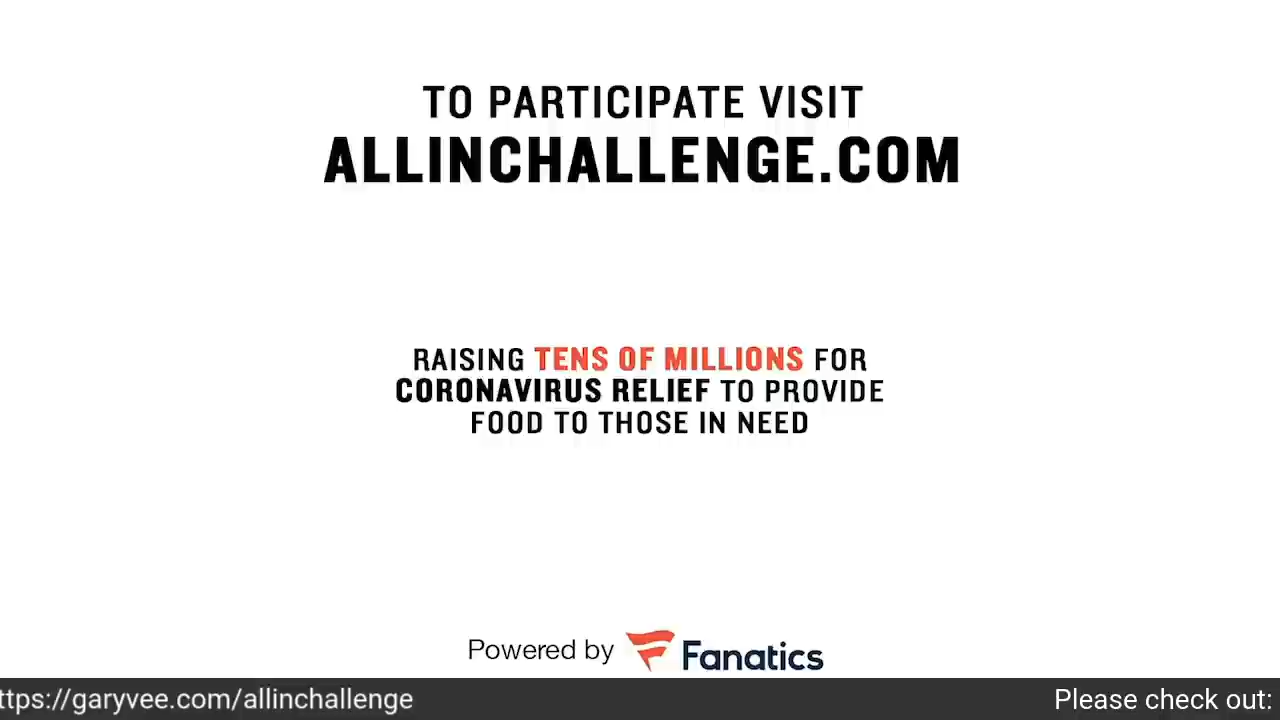 TO PARTICIPATE VISIT
ALLINCHALLENGE.COM
RAISING TENS OF MILLIONS FOR
CORONAVIRUS RELIEF TO PROVIDE
FOOD TO THOSE IN NEED
Powered by Fanatics
ttps://garyvee.com/allinchallenge Please check out: